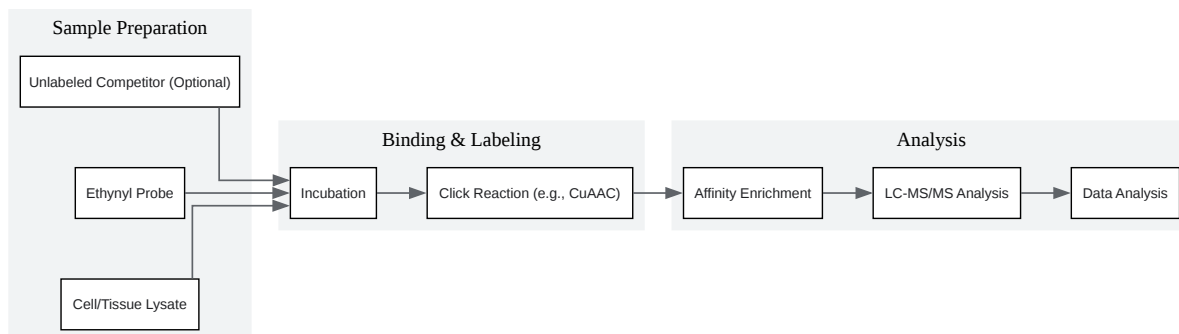 Sample Preparation
Unlabeled Competitor (Optional)
Ethynyl Probe
Cell/Tissue Lysate
Binding & Labeling
Incubation
Click Reaction (e.g., CuAAC)
Analysis
Affinity Enrichment
LC-MS/MS Analysis
Data Analysis